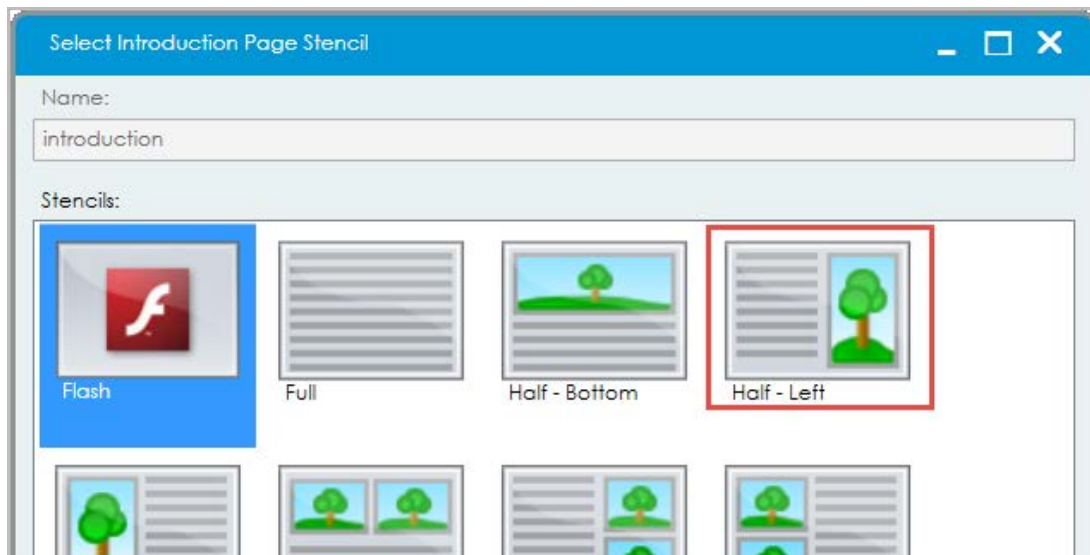 Select Introduction Page Stencil
Name:
introduction
Stencils:
Flash
Full
Half - Bottom
Half - Left